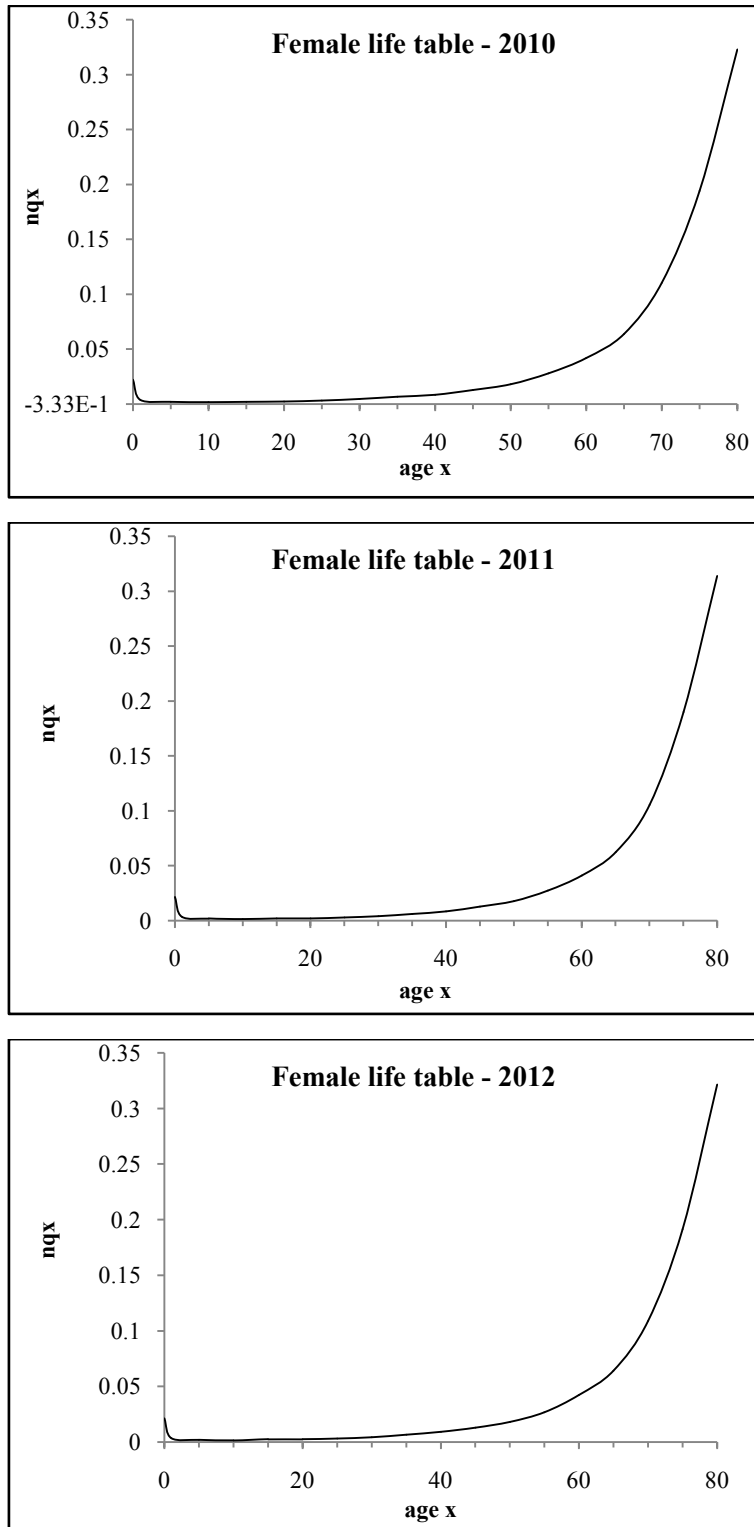 Female life table - 2010
0.35
0.3
0.25
0.2
0.15
0.1
0.05
-3.33E-1
nqx
0 10 20 30 40 50 60 70 80
age x
Female life table - 2011
0.35
0.3
0.25
0.2
0.15
0.1
0.05
0
nqx
0 20 40 60 80
age x
Female life table - 2012
0.35
0.3
0.25
0.2
0.15
0.1
0.05
0
nqx
0 20 40 60 80
age x